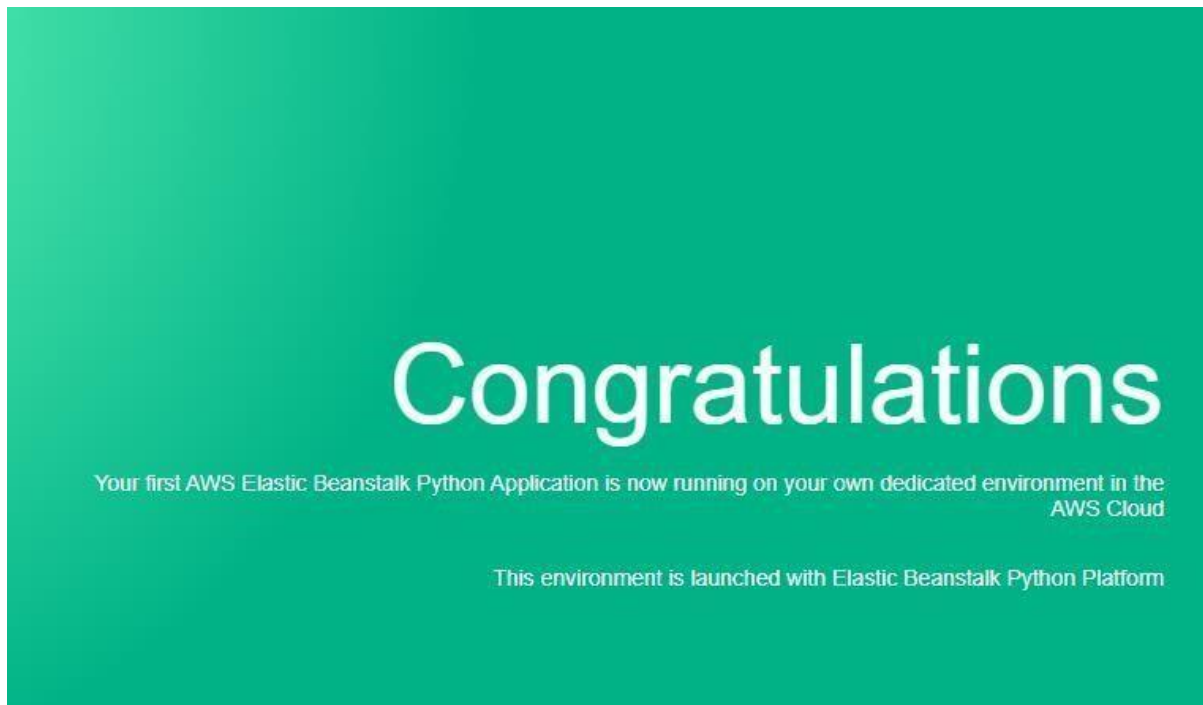 Congratulations
Your first AWS Elastic Beanstalk Python Application is now running on your own dedicated environment in the
AWS Cloud
This environment is launched with Elastic Beanstalk Python Platform